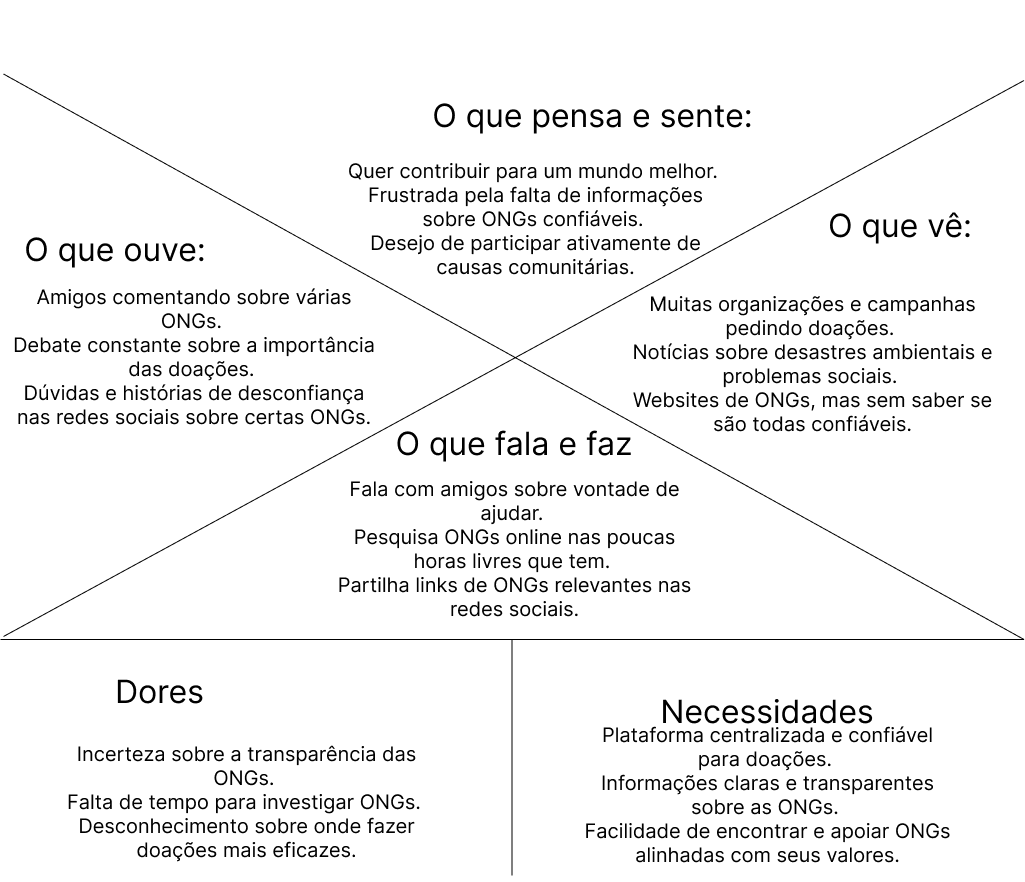 O que pensa e sente:
Quer contribuir para um mundo melhor.
Frustrada pela falta de informações
sobre ONGs confiáveis.
Desejo de participar ativamente de
causas comunitárias.
O que ouve:
Amigos comentando sobre várias
ONGs.
Debate constante sobre a importância
das doações.
Dúvidas e histórias de desconfiança
nas redes sociais sobre certas ONGs.
O que vê:
Muitas organizações e campanhas
pedindo doações.
Notícias sobre desastres ambientais e
problemas sociais.
Websites de ONGs, mas sem saber se
são todas confiáveis.
O que fala e faz
Fala com amigos sobre vontade de
ajudar.
Pesquisa ONGs online nas poucas
horas livres que tem.
Partilha links de ONGs relevantes nas
redes sociais.
Dores
Incerteza sobre a transparência das
ONGs.
Falta de tempo para investigar ONGs.
Desconhecimento sobre onde fazer
doações mais eficazes.
Necessidades
Plataforma centralizada e confiável
para doações.
Informações claras e transparentes
sobre as ONGs.
Facilidade de encontrar e apoiar ONGs
alinhadas com seus valores.